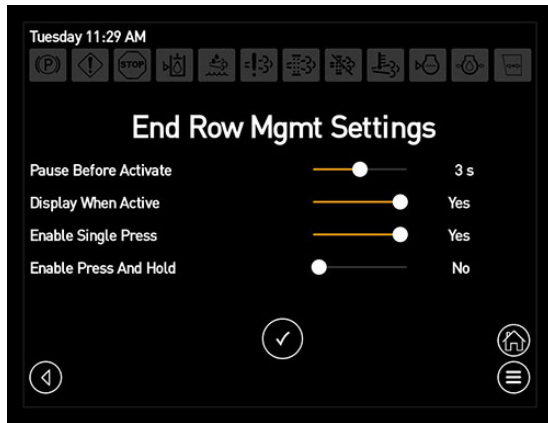 Tuesday 11:29 AM
STOP
End Row Mgmt Settings
Pause Before Activate 3 s
Display When Active Yes
Enable Single Press Yes
Enable Press And Hold No